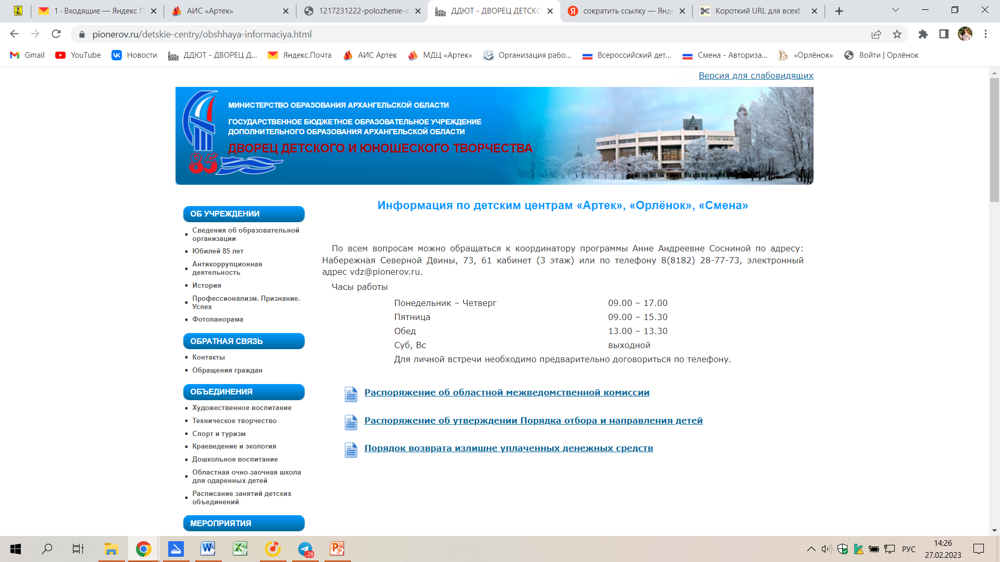 1 · Входящие — Яндекс П
АИС «Артек»
1217231222-polozhenie-o
ДДЮТ - ДВОРЕЦ ДЕТСКО
сократить ссылку — Янде
Короткий URL для всех!
pionerov.ru/detskie-centry/obshhaya-informaciya.html
Gmail
YouTube
Новости
ДДЮТ - ДВОРЕЦ Д...
Яндекс.Почта
АИС Артек
МДЦ «Артек»
Организация рабо...
Всероссийский дет...
Смена - Авториза...
«Орлёнок»
Войти | Орлёнок
Версия для слабовидящих
МИНИСТЕРСТВО ОБРАЗОВАНИЯ АРХАНГЕЛЬСКОЙ ОБЛАСТИ
ГОСУДАРСТВЕННОЕ БЮДЖЕТНОЕ ОБРАЗОВАТЕЛЬНОЕ УЧРЕЖДЕНИЕ
ДОПОЛНИТЕЛЬНОГО ОБРАЗОВАНИЯ АРХАНГЕЛЬСКОЙ ОБЛАСТИ
ДВОРЕЦ ДЕТСКОГО И ЮНОШЕСКОГО ТВОРЧЕСТВА
85
ОБ УЧРЕЖДЕНИИ
Сведения об образовательной
организации
Юбилей 85 лет
Антикоррупционная
деятельность
История
Профессионализм. Признание.
Успех
Фотопанорама
ОБРАТНАЯ СВЯЗЬ
Контакты
Обращения граждан
ОБЪЕДИНЕНИЯ
Художественное воспитание
Техническое творчество
Спорт и туризм
Краеведение и экология
Дошкольное воспитание
Областная очно-заочная школа
для одаренных детей
Расписание занятий детских
объединений
МЕРОПРИЯТИЯ
Информация по детским центрам «Артек», «Орлёнок», «Смена»
По всем вопросам можно обращаться к координатору программы Анне Андреевне Сосниной по адресу:
Набережная Северной Двины, 73, 61 кабинет (3 этаж) или по телефону 8(8182) 28-77-73, электронный
адрес vdz@pionerov.ru.
Часы работы
Понедельник – Четверг 09.00 – 17.00
Пятница 09.00 – 15.30
Обед 13.00 – 13.30
Суб, Вс выходной
Для личной встречи необходимо предварительно договориться по телефону.
Распоряжение об областной межведомственной комиссии
Распоряжение об утверждении Порядка отбора и направления детей
Порядок возврата излишне уплаченных денежных средств
..28
РУС
14:26
27.02.2023